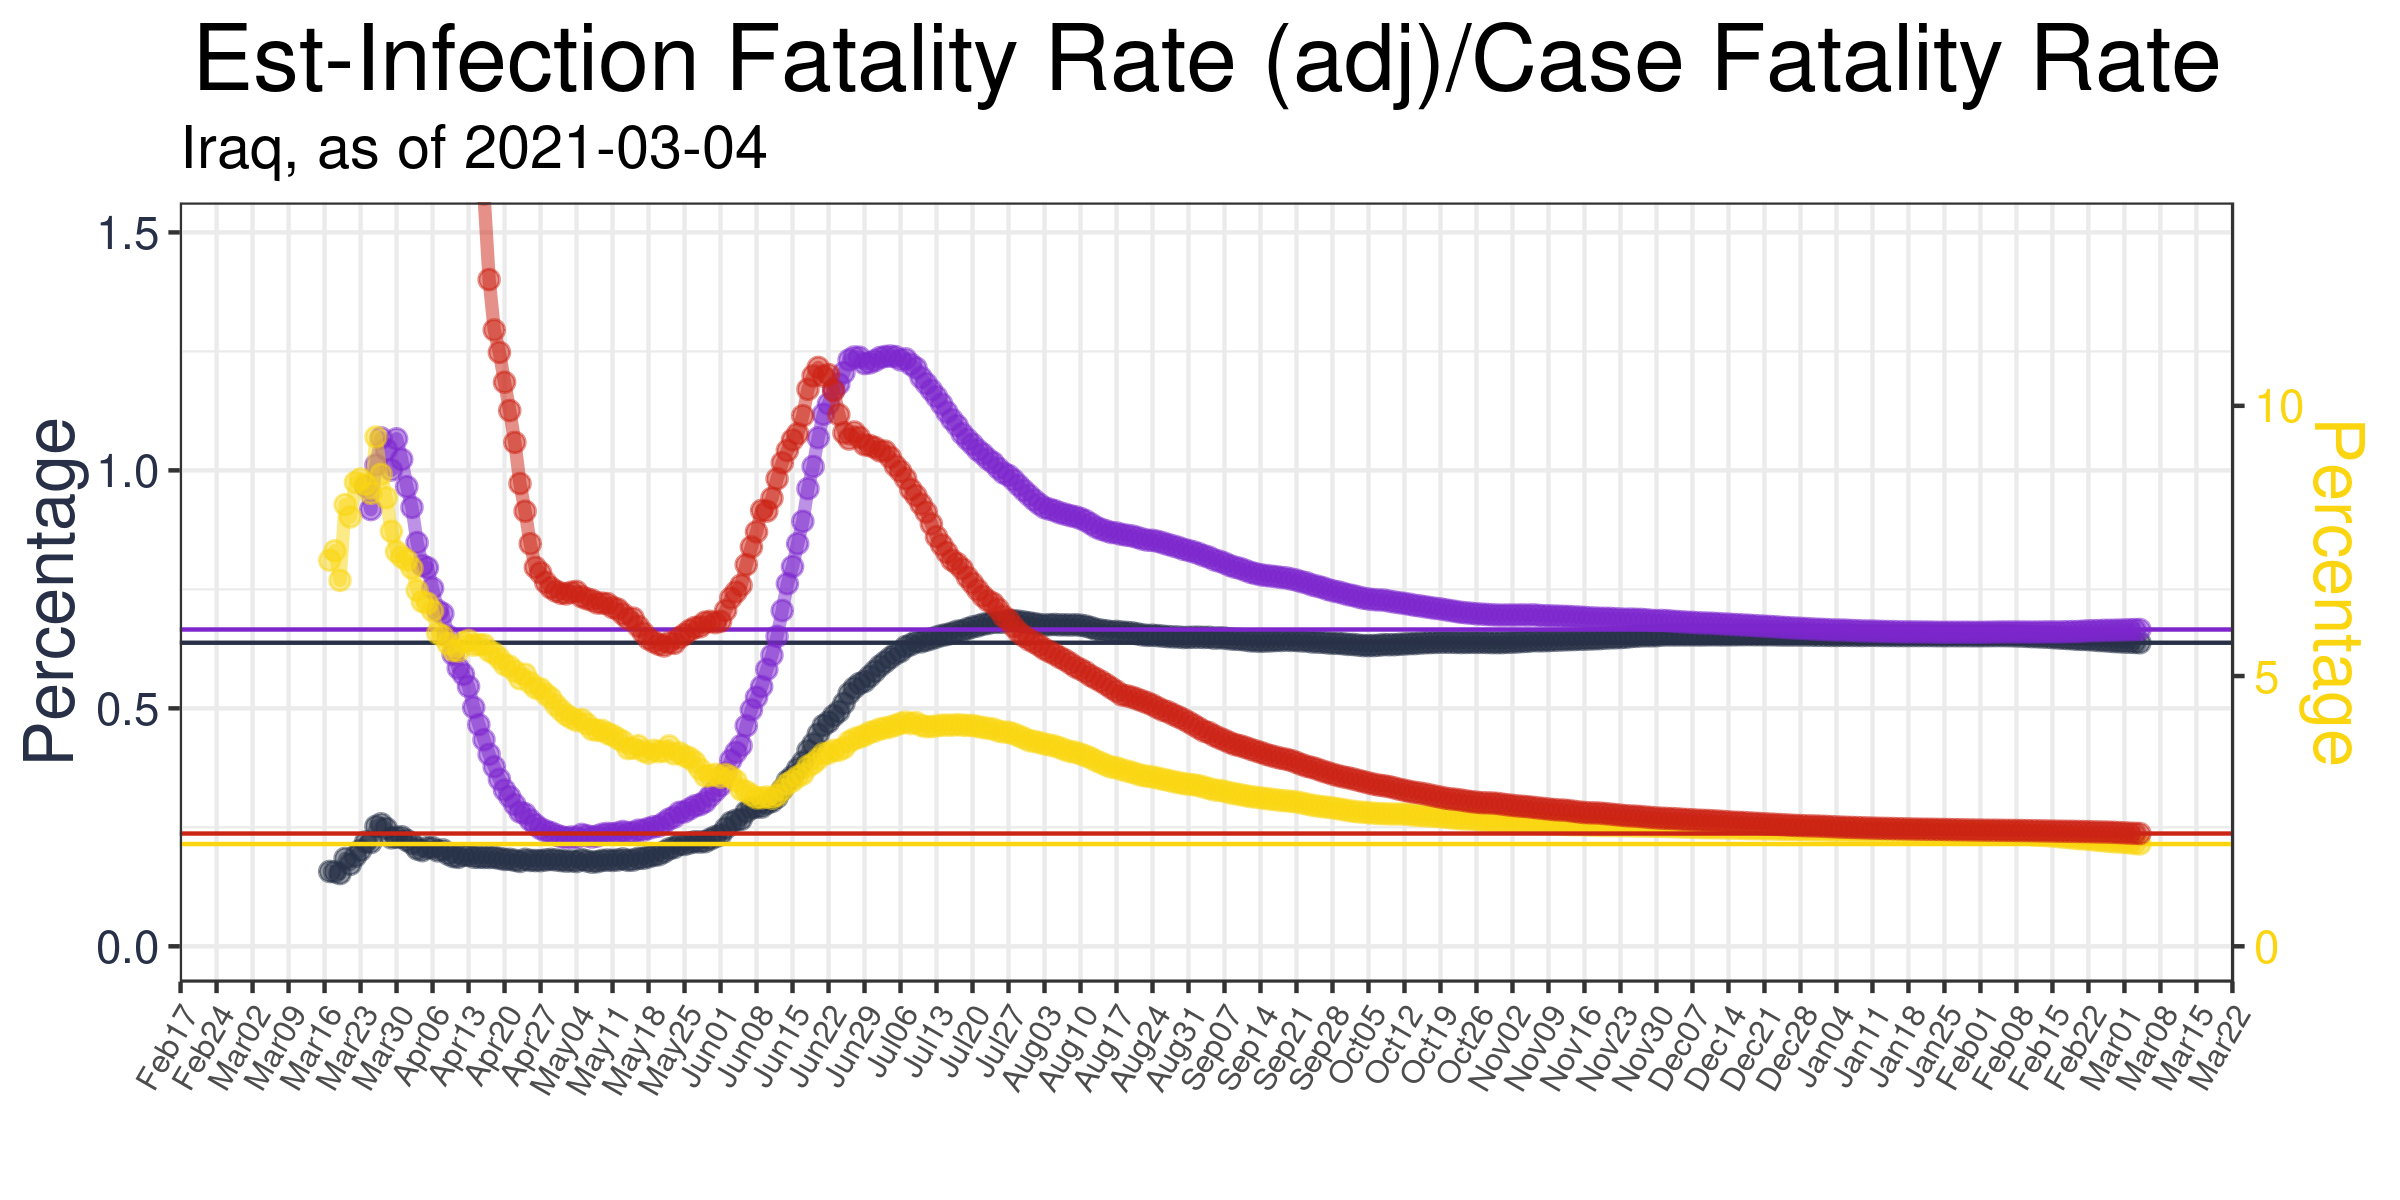 Est-Infection Fatality Rate (adj)/Case Fatality Rate
Iraq, as of 2021-03-04
Percentage
1.5
1.0
0.5
0.0
10
5
0
Percentage
Feb17
Feb24
Mar02
Mar09
Mar16
Mar23
Mar30
Apr06
Apr13
Apr20
Apr27
May04
May11
May18
May25
Jun01
Jun08
Jun15
Jun22
Jun29
Jul06
Jul13
Jul20
Jul27
Aug03
Aug10
Aug17
Aug24
Aug31
Sep07
Sep14
Sep21
Sep28
Oct05
Oct12
Oct19
Oct26
Nov02
Nov09
Nov16
Nov23
Nov30
Dec07
Dec14
Dec21
Dec28
Jan04
Jan11
Jan18
Jan25
Feb01
Feb08
Feb15
Feb22
Mar01
Mar08
Mar15
Mar22